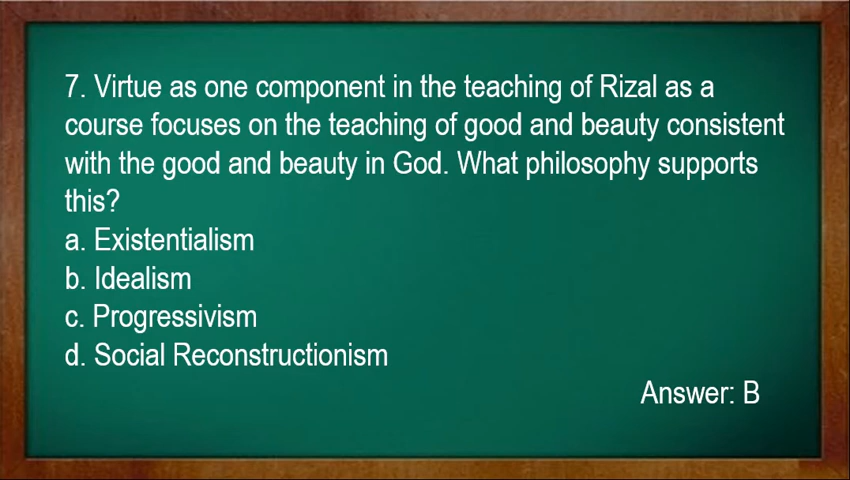 7. Virtue as one component in the teaching of Rizal as a
course focuses on the teaching of good and beauty consistent
with the good and beauty in God. What philosophy supports
this?
a. Existentialism
b. Idealism
c. Progressivism
d. Social Reconstructionism
Answer: B